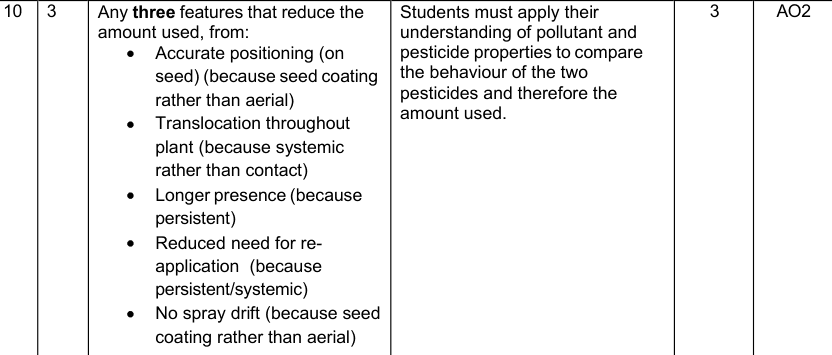 10 3 Any three features that reduce the
amount used, from:
• Accurate positioning (on
seed) (because seed coating
rather than aerial)
• Translocation throughout
plant (because systemic
rather than contact)
• Longer presence (because
persistent)
• Reduced need for re-
application (because
persistent/systemic)
• No spray drift (because seed
coating rather than aerial)
Students must apply their
understanding of pollutant and
pesticide properties to compare
the behaviour of the two
pesticides and therefore the
amount used.
3
AO2